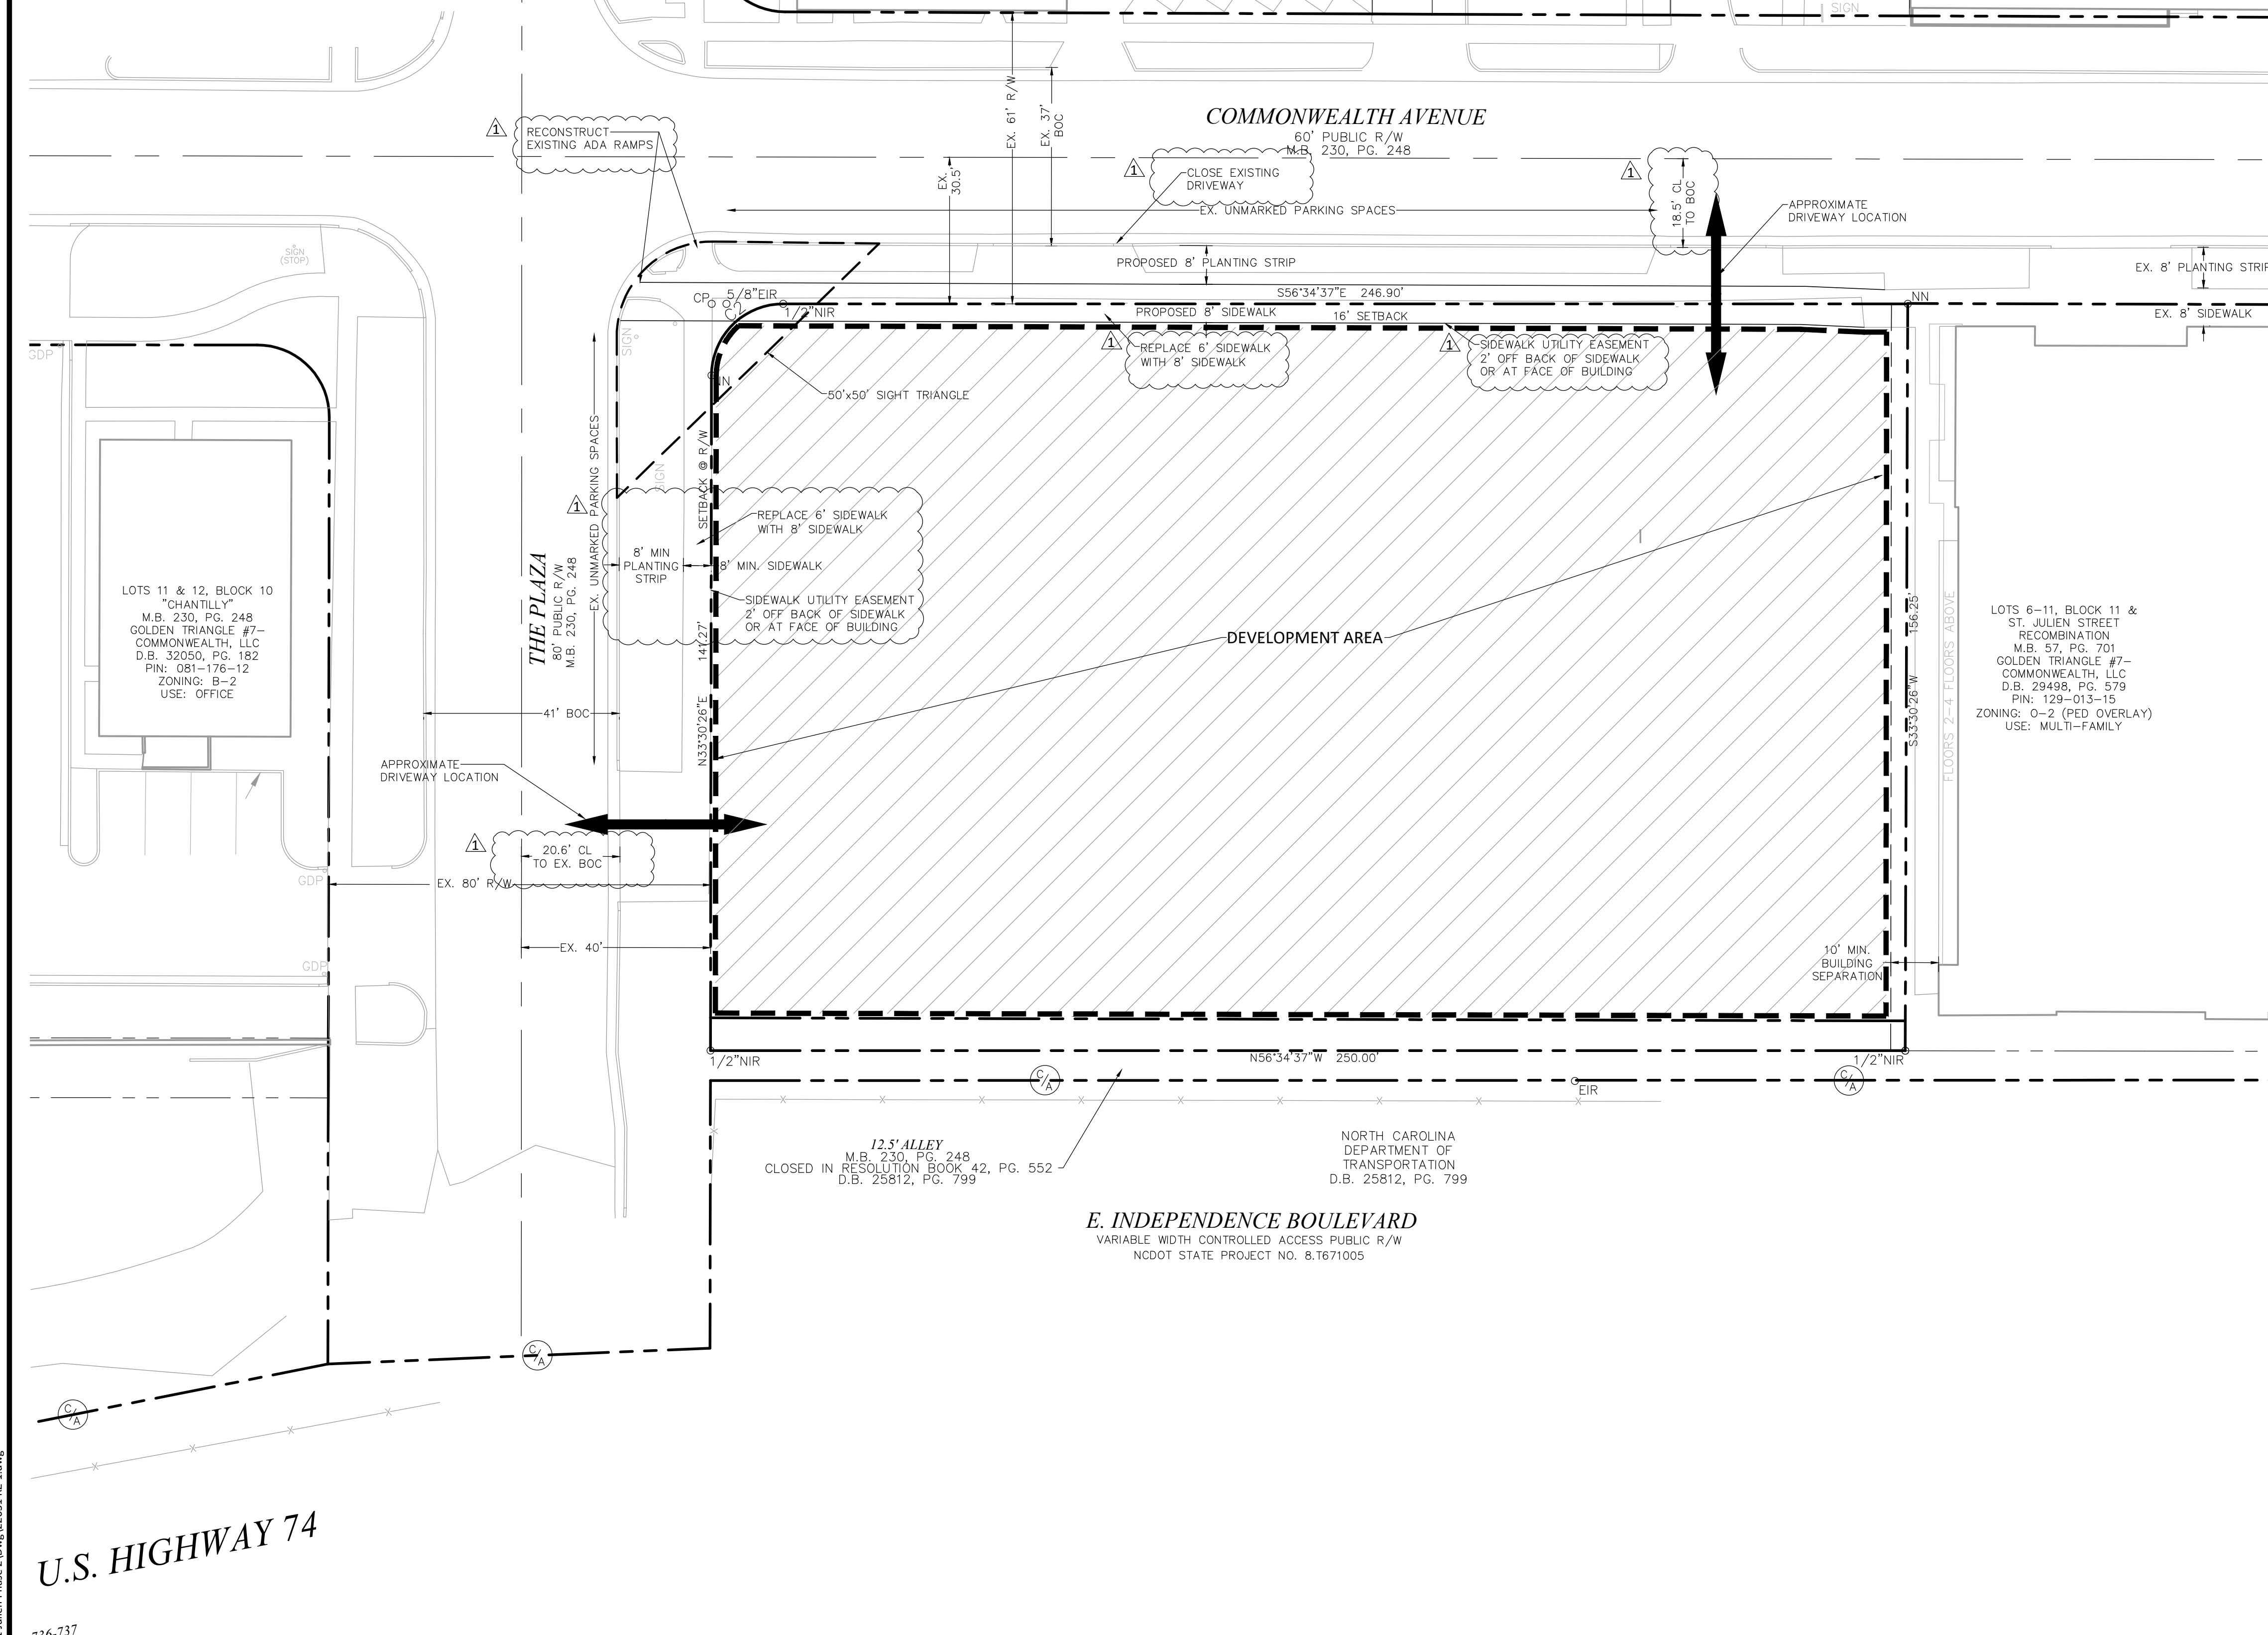 SIGN
COMMONWEALTH AVENUE
60' PUBLIC R/W
M.B. 230, PG. 248
EX. 61' R/W
EX. 37'
BOC
1
RECONSTRUCT
EXISTING ADA RAMPS
EX.
30.5'
1
CLOSE EXISTING
DRIVEWAY
EX. UNMARKED PARKING SPACES
1
18.5' CL
TO BOC
APPROXIMATE
DRIVEWAY LOCATION
SIGN
(STOP)
PROPOSED 8' PLANTING STRIP
EX. 8' PLANTING STRIP
CP
5/8"EIR
C2
1/2"NIR
S56°34'37"E 246.90'
NN
PROPOSED 8' SIDEWALK
16' SETBACK
EX. 8' SIDEWALK
1
REPLACE 6' SIDEWALK
WITH 8' SIDEWALK
1
SIDEWALK UTILITY EASEMENT
2' OFF BACK OF SIDEWALK
OR AT FACE OF BUILDING
GDP
SIGN
NN
50'x50' SIGHT TRIANGLE
SIGN
SETBACK @ R/W
EX. UNMARKED PARKING SPACES
1
REPLACE 6' SIDEWALK
WITH 8' SIDEWALK
8' MIN
PLANTING
STRIP
8' MIN. SIDEWALK
SIDEWALK UTILITY EASEMENT
2' OFF BACK OF SIDEWALK
OR AT FACE OF BUILDING
THE PLAZA
80' PUBLIC R/W
M.B. 230, PG. 248
LOTS 11 & 12, BLOCK 10
"CHANTILLY"
M.B. 230, PG. 248
GOLDEN TRIANGLE #7-
COMMONWEALTH, LLC
D.B. 32050, PG. 182
PIN: 081-176-12
ZONING: B-2
USE: OFFICE
DEVELOPMENT AREA
N33°30'26"E 141.27'
S33°30'26"W 156.25'
FLOORS 2-4 FLOORS ABOVE
LOTS 6-11, BLOCK 11 &
ST. JULIEN STREET
RECOMBINATION
M.B. 57, PG. 701
GOLDEN TRIANGLE #7-
COMMONWEALTH, LLC
D.B. 29498, PG. 579
PIN: 129-013-15
ZONING: O-2 (PED OVERLAY)
USE: MULTI-FAMILY
41' BOC
APPROXIMATE
DRIVEWAY LOCATION
1
20.6' CL
TO EX. BOC
GDP
EX. 80' R/W
EX. 40'
GDP
10' MIN.
BUILDING
SEPARATION
1/2"NIR
N56°34'37"W 250.00'
1/2"NIR
C/A
EIR
C/A
12.5' ALLEY
M.B. 230, PG. 248
CLOSED IN RESOLUTION BOOK 42, PG. 552
D.B. 25812, PG. 799
NORTH CAROLINA
DEPARTMENT OF
TRANSPORTATION
D.B. 25812, PG. 799
E. INDEPENDENCE BOULEVARD
VARIABLE WIDTH CONTROLLED ACCESS PUBLIC R/W
NCDOT STATE PROJECT NO. 8.T671005
C/A
C/A
U.S. HIGHWAY 74
736-737